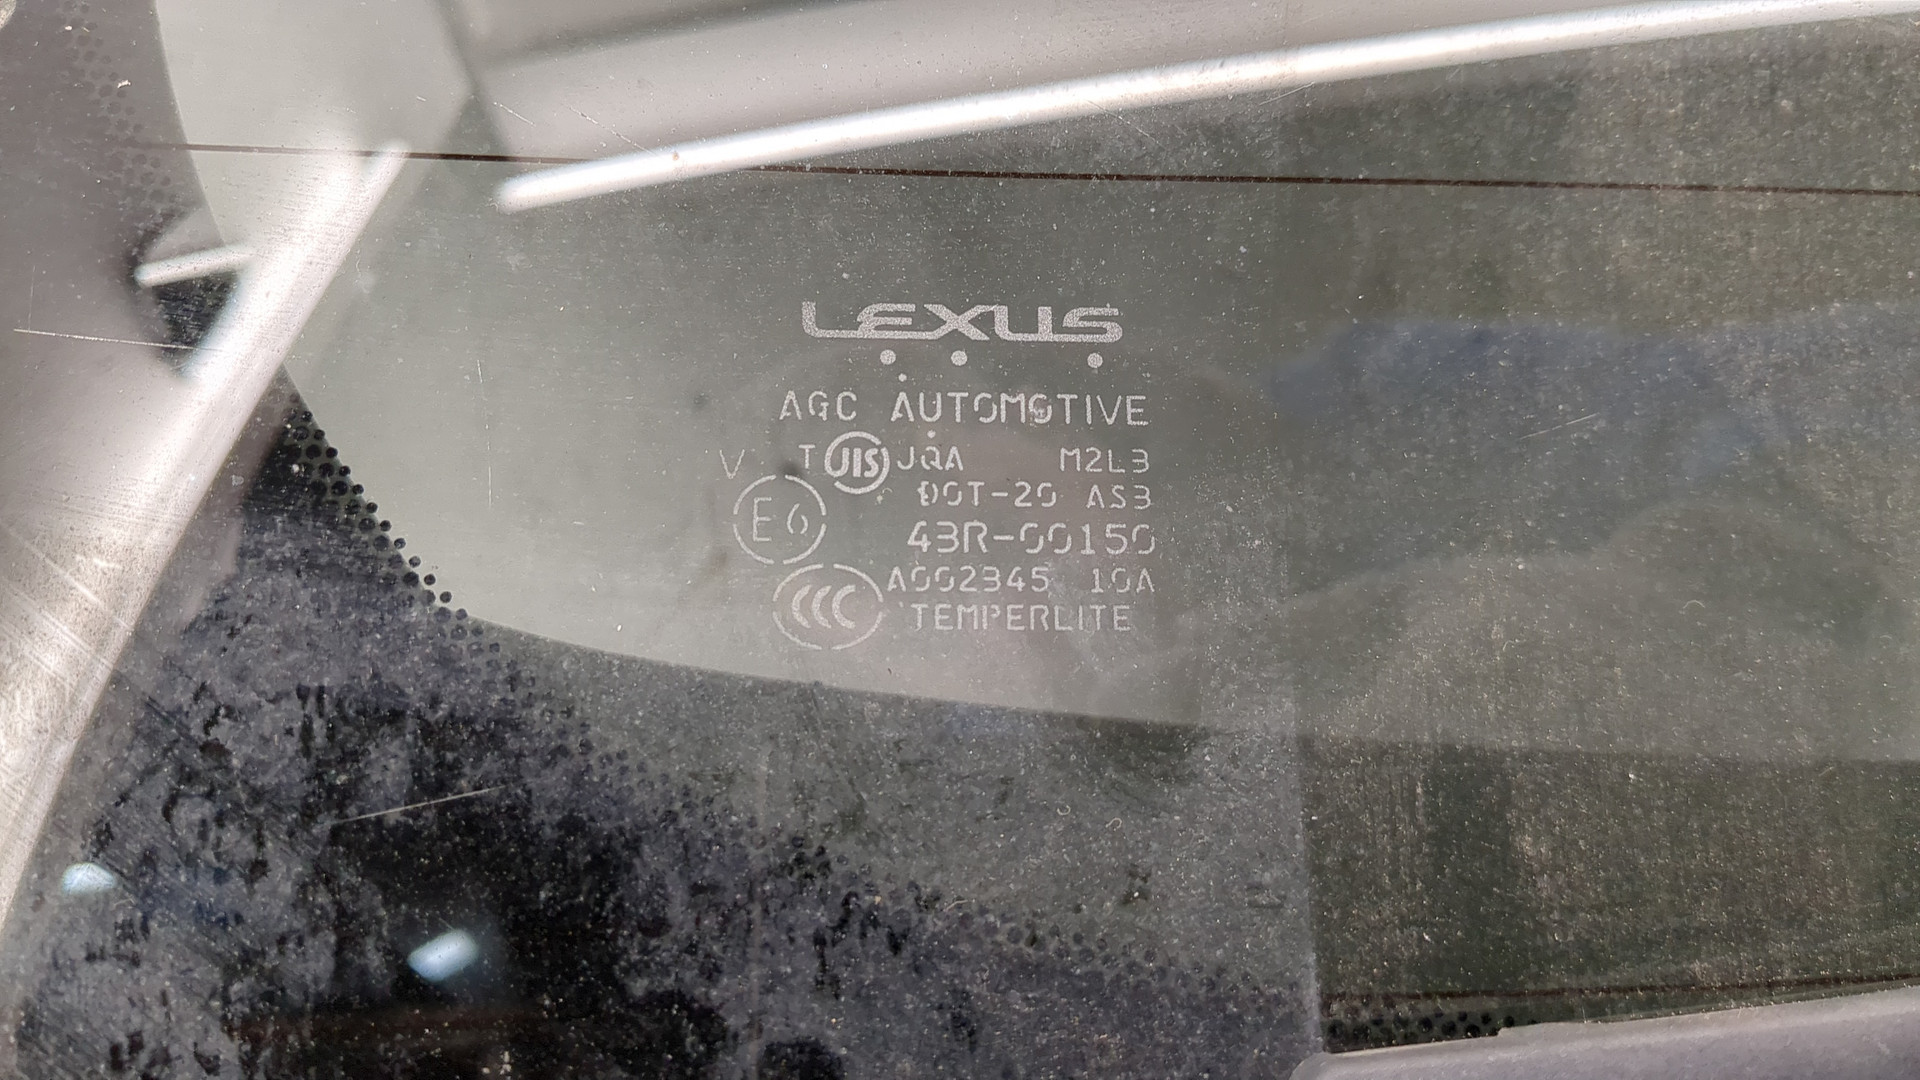 LEXUS
AGC AUTOMOTIVE
V T JIS JQA M2L3
DOT-20 AS3
E6 43R-00150
A002345 10A
CCC TEMPERLITE